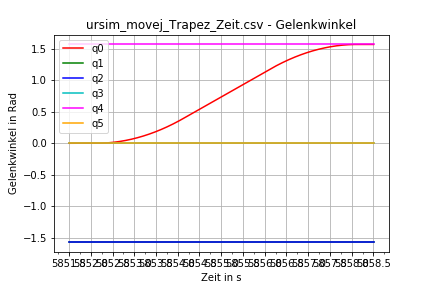 ursim_movej_Trapez_Zeit.csv - Gelenkwinkel
q0
q1
q2
q3
q4
q5
1.5
1.0
0.5
0.0
−0.5
−1.0
−1.5
Gelenkwinkel in Rad
Zeit in s